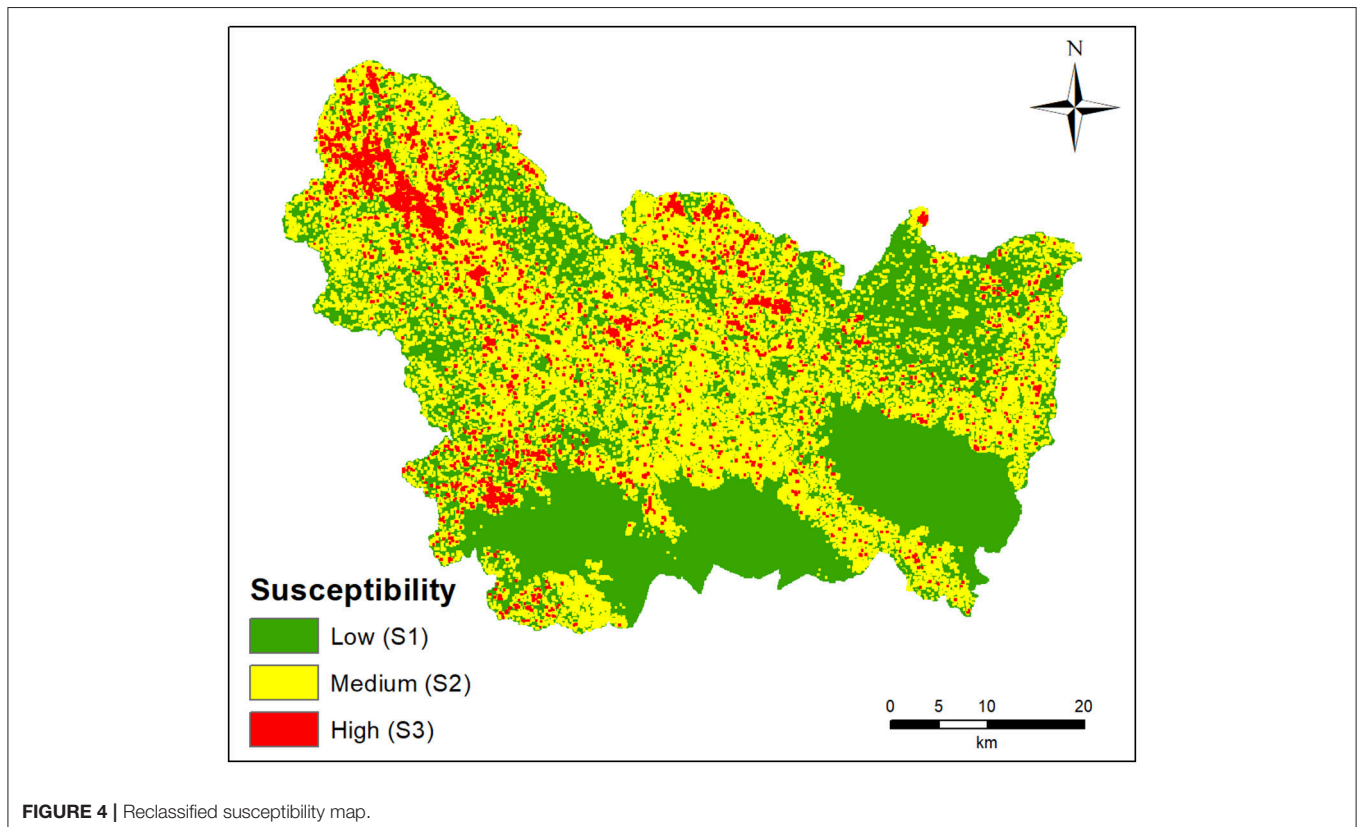 N
Susceptibility
Low (S1)
Medium (S2)
High (S3)
0 5 10 20
km
FIGURE 4 | Reclassified susceptibility map.